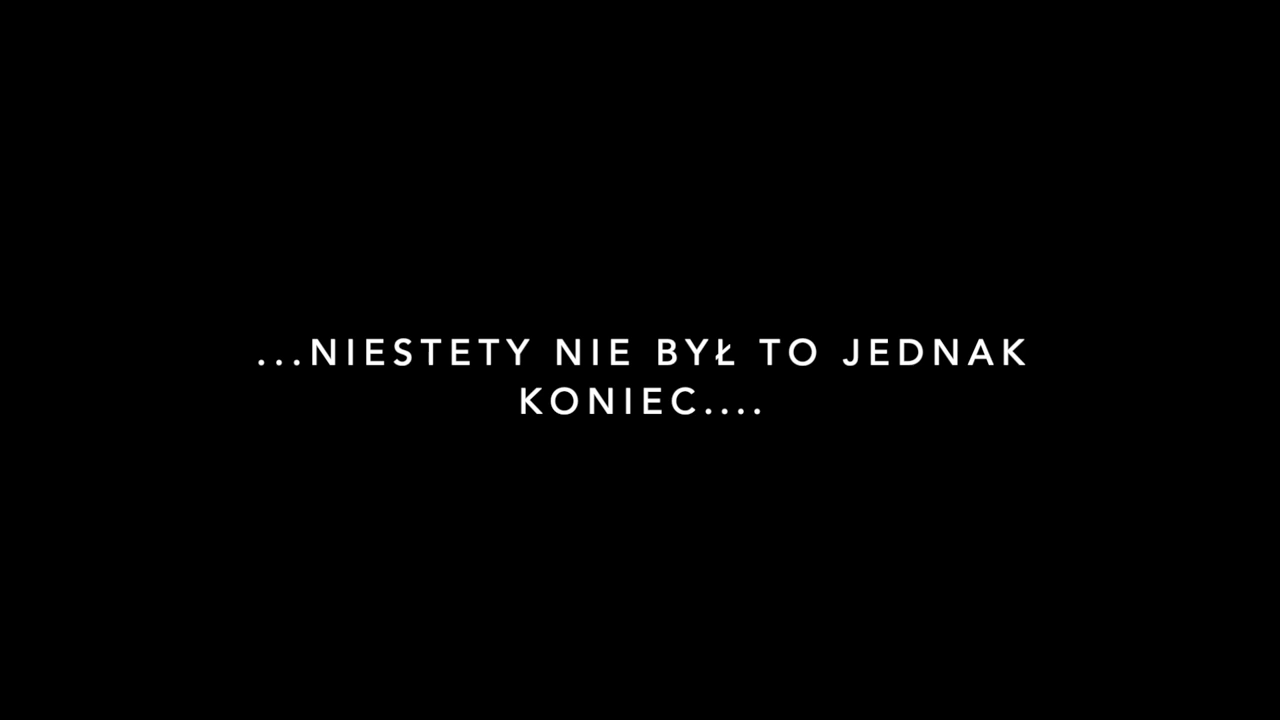 ...NIESTETY NIE BYŁ TO JEDNAK
KONIEC....